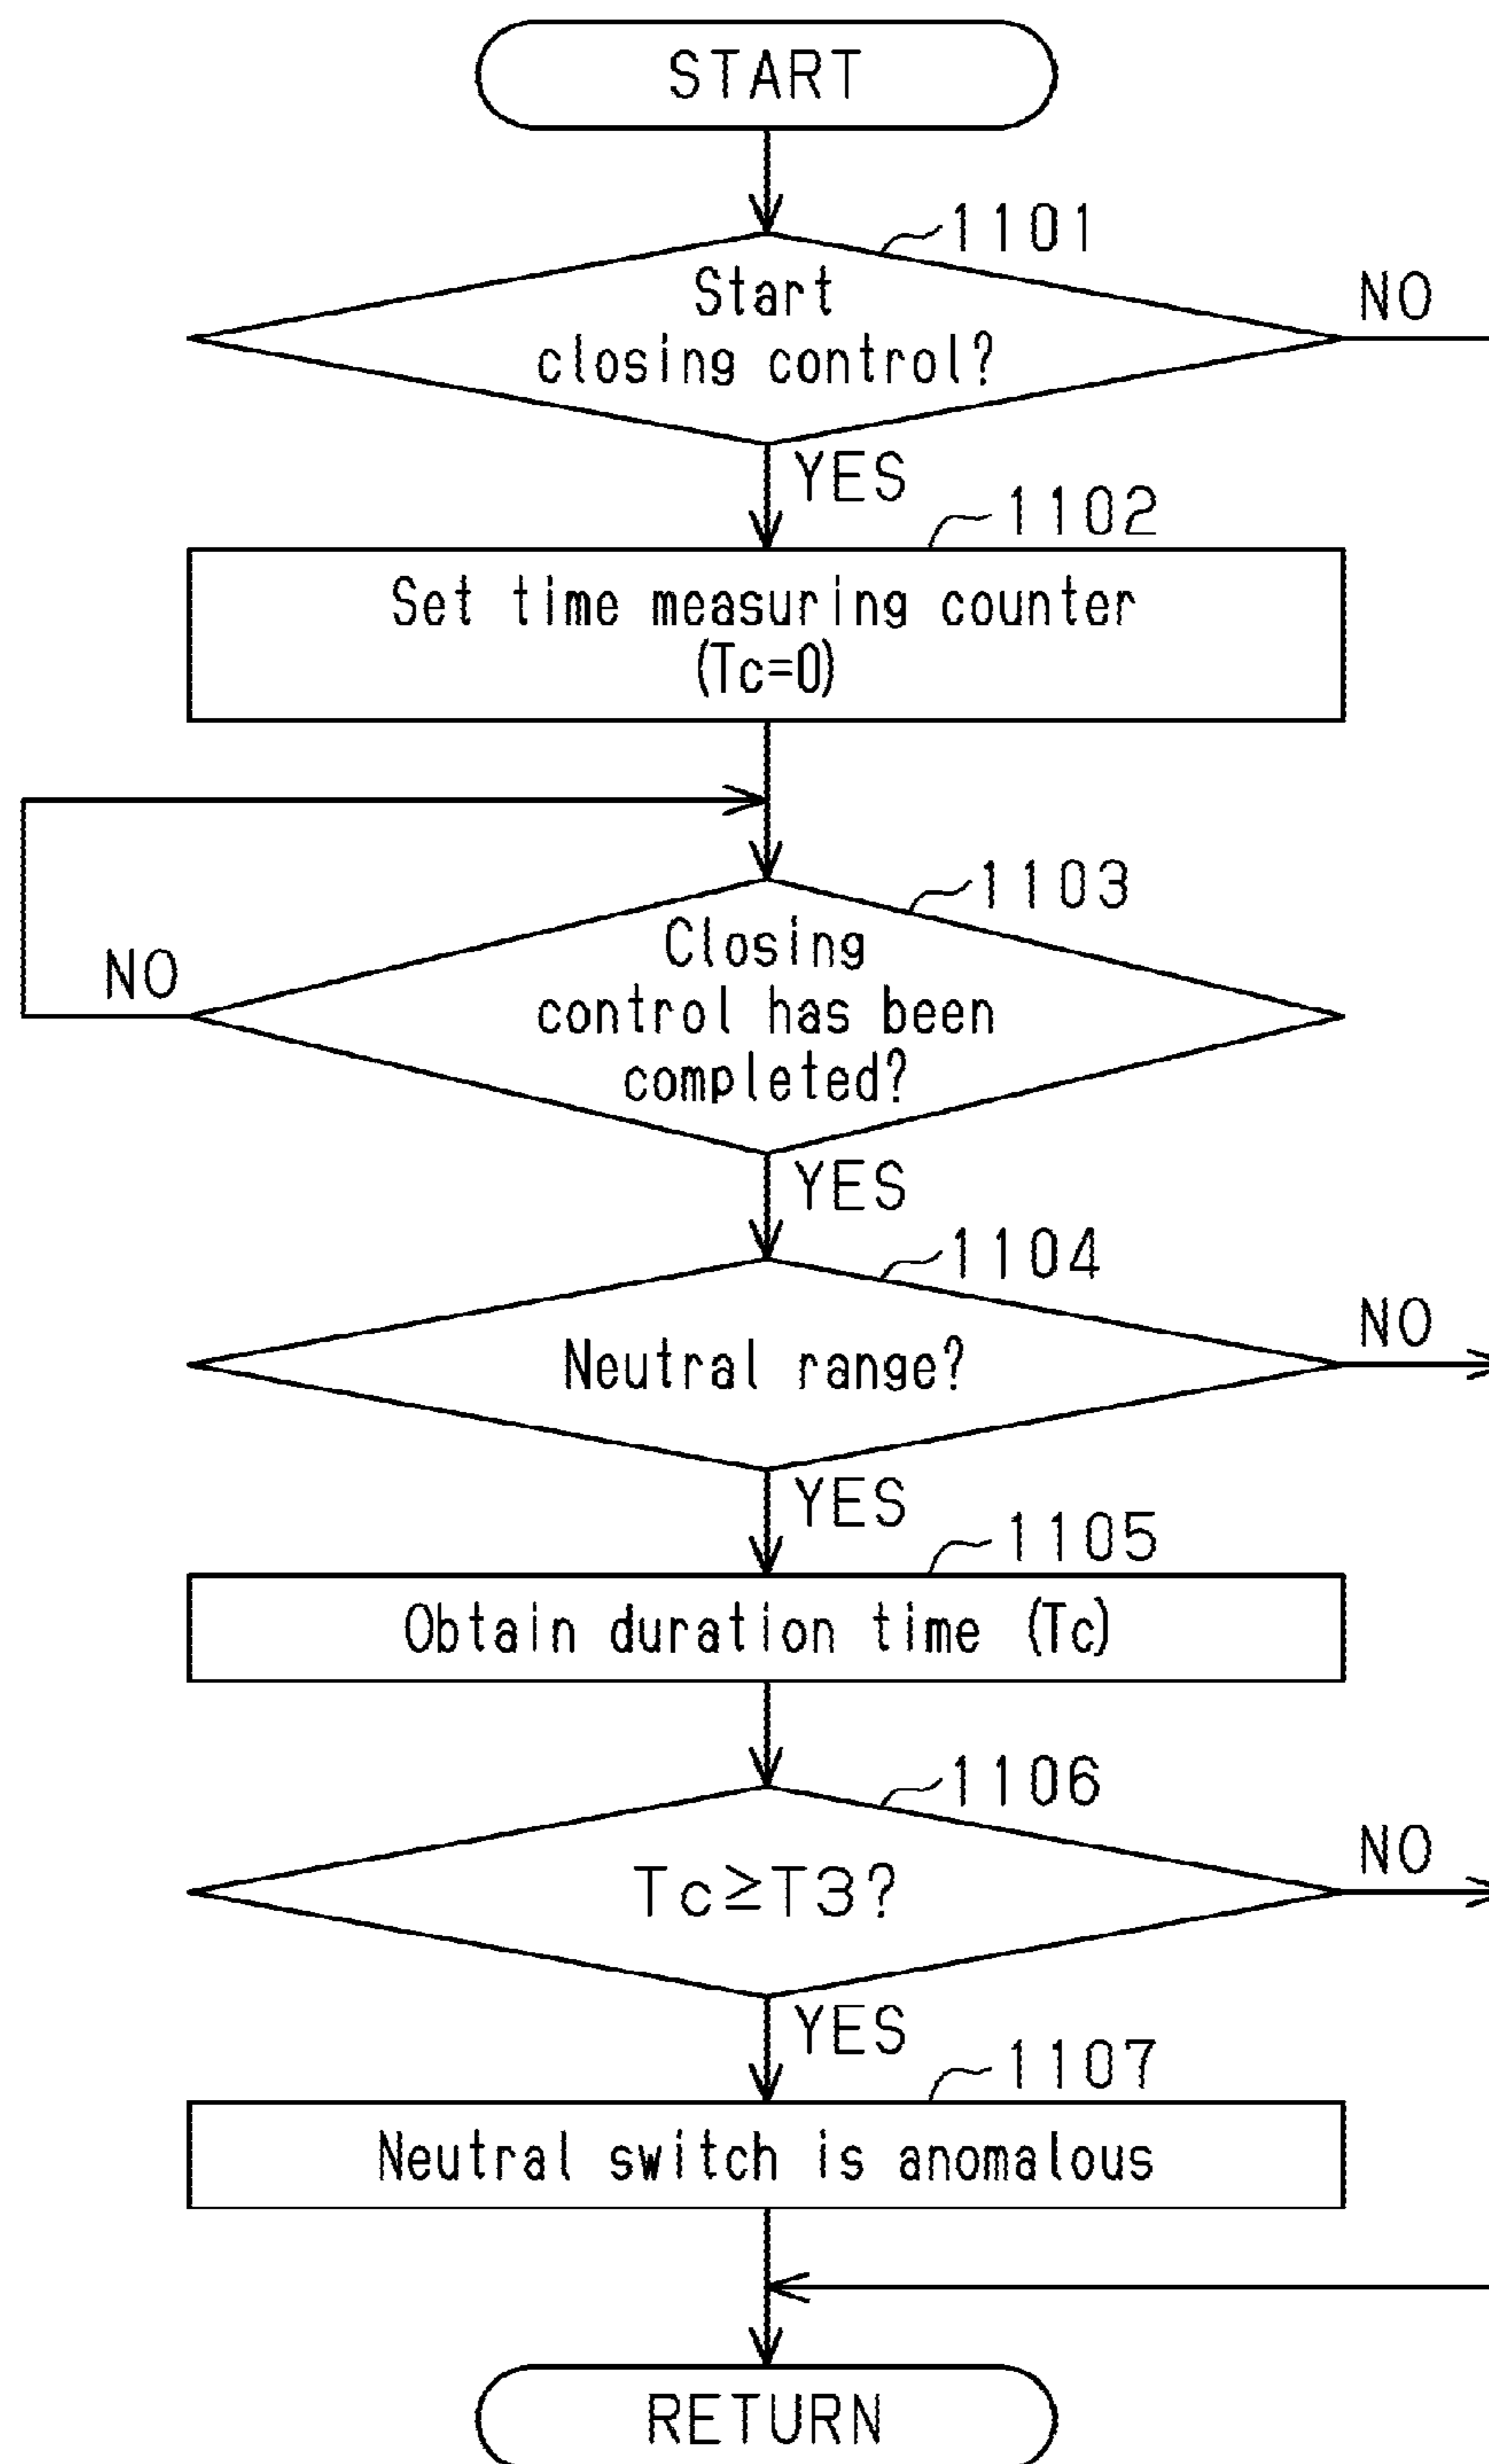 START
1101
Start
closing control?
NO
YES
1102
Set time measuring counter
(Tc=0)
1103
Closing
control has been
completed?
NO
YES
1104
Neutral range?
NO
YES
1105
Obtain duration time (Tc)
1106
Tc≥T3?
NO
YES
1107
Neutral switch is anomalous
RETURN